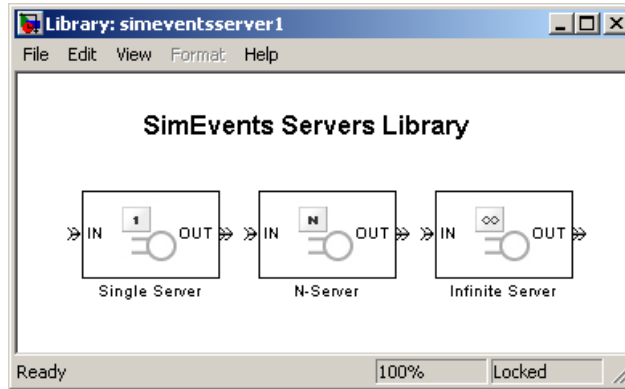 Library: simeventsserver1
File Edit View Format Help
SimEvents Servers Library
IN 1 OUT IN N OUT IN ∞ OUT
Single Server N-Server Infinite Server
Ready 100% Locked